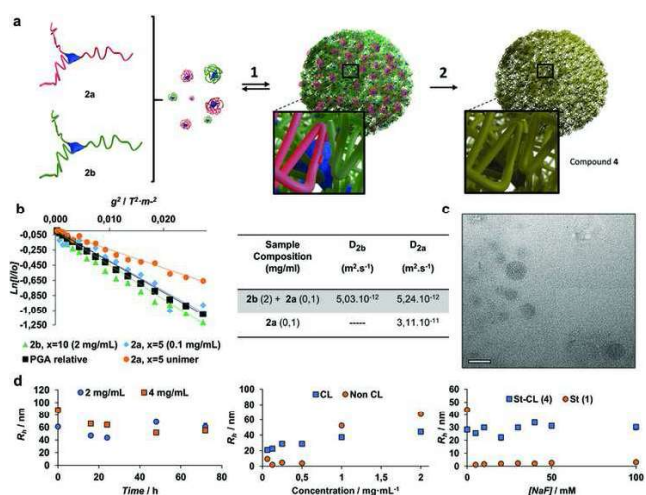 a
2a
2b
1
2
Compound 4
b
g² / T²·m-²
0,000 0,010 0,020
Ln[I/Io]
-0,050
-0,250
-0,450
-0,650
-0,850
-1,050
-1,250
2b, x=10 (2 mg/mL) 2a, x=5 (0.1 mg/mL)
PGA relative 2a, x=5 unimer
Sample Composition (mg/ml) D2b (m².s-¹) D2a (m².s-¹)
2b (2) + 2a (0,1) 5,03.10-¹² 5,24.10-¹²
2a (0,1) ----- 3,11.10-¹¹
c
d
2 mg/mL 4 mg/mL
Rh / nm
120
100
80
60
40
20
0
0 20 40 60 80
Time / h
CL Non CL
Rh / nm
100
80
60
40
20
0
0 0,5 1 1,5 2
Concentration / mg·mL-¹
St-CL (4) St (1)
Rh / nm
60
50
40
30
20
10
0
0 50 100
[NaF] / mM